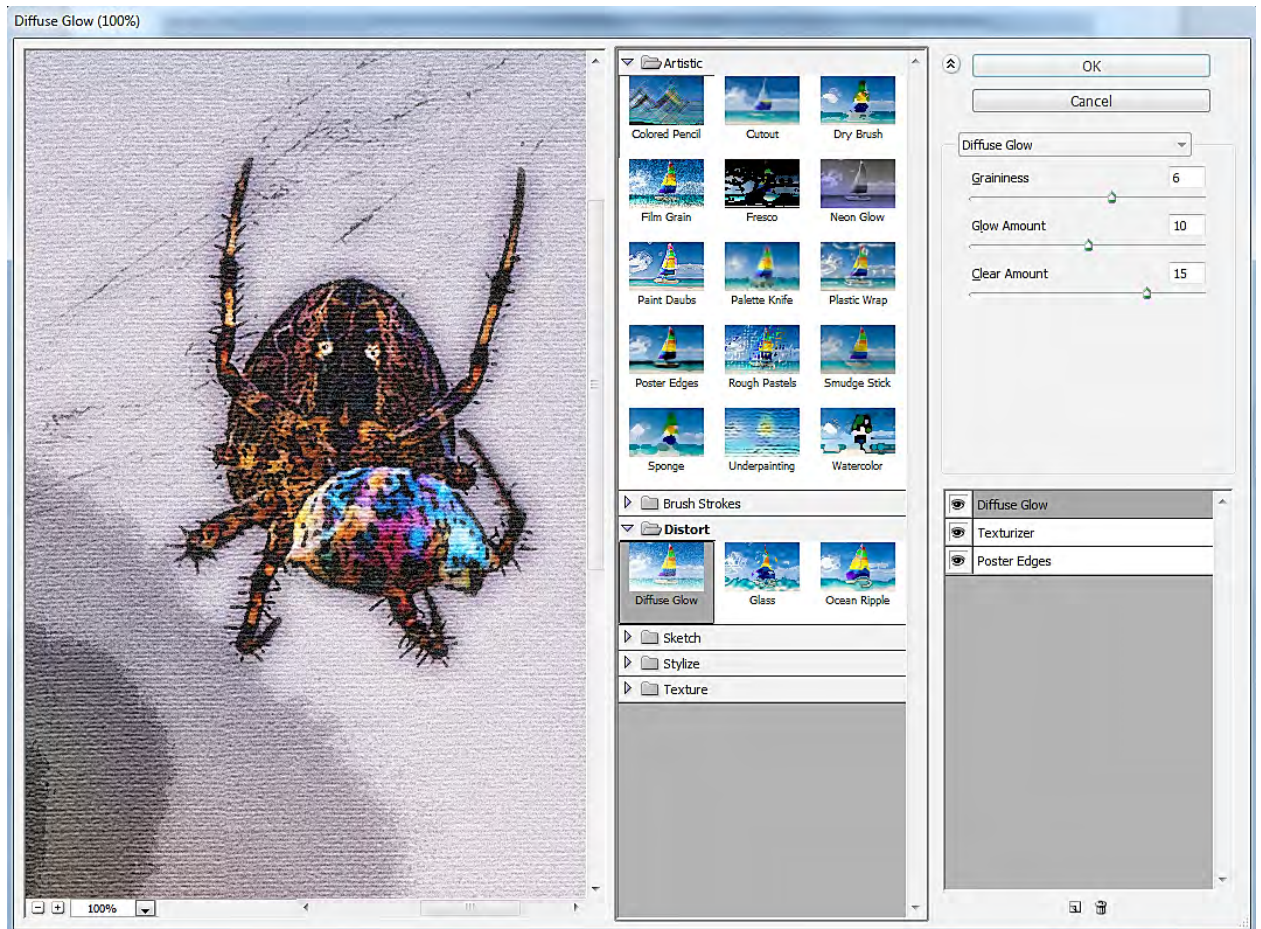 Diffuse Glow (100%)
Artistic
Colored Pencil
Cutout
Dry Brush
Film Grain
Fresco
Neon Glow
Paint Daubs
Palette Knife
Plastic Wrap
Poster Edges
Rough Pastels
Smudge Stick
Sponge
Underpainting
Watercolor
Brush Strokes
Distort
Diffuse Glow
Glass
Ocean Ripple
Sketch
Stylize
Texture
100%
OK
Cancel
Diffuse Glow
Graininess 6
Glow Amount 10
Clear Amount 15
Diffuse Glow
Texturizer
Poster Edges